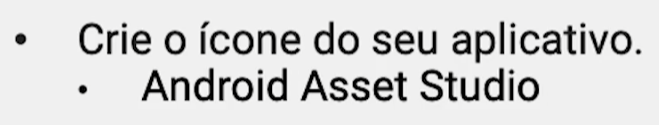 • Crie o ícone do seu aplicativo.
• Android Asset Studio